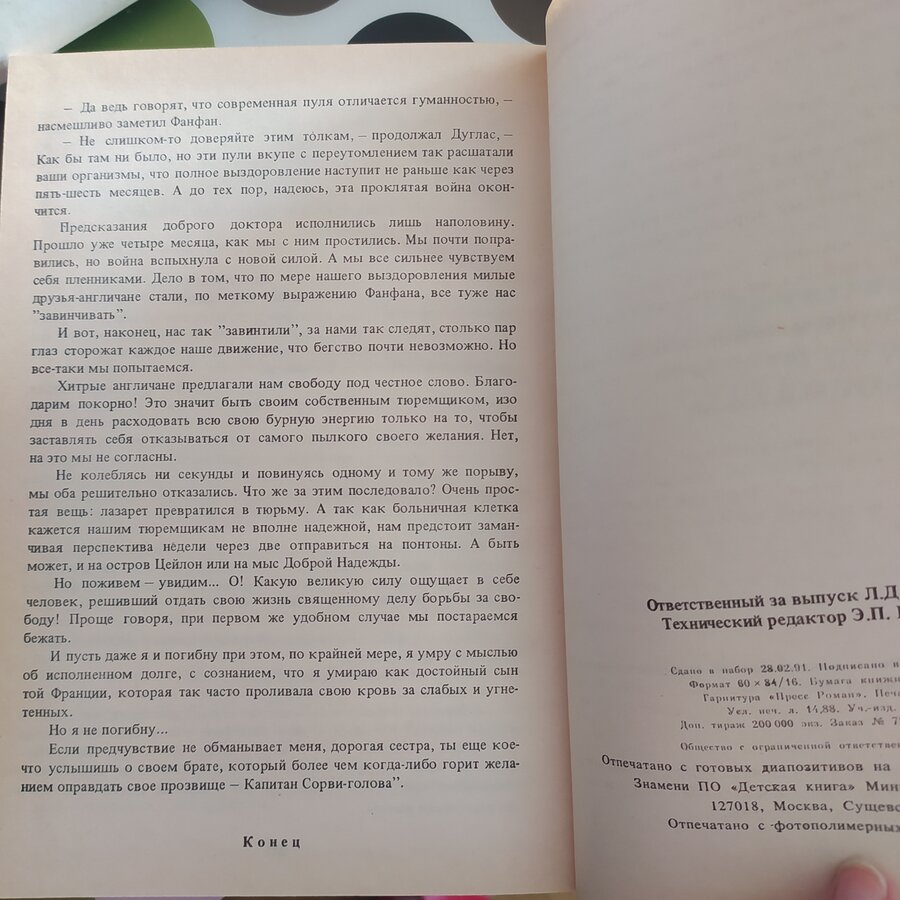 — Да ведь говорят, что современная пуля отличается гуманностью, —
насмешливо заметил Фанфан.
— Не слишком-то доверяйте этим то́лкам, — продолжал Дуглас, —
Как бы там ни было, но эти пули вкупе с переутомлением так расшатали
ваши организмы, что полное выздоровление наступит не раньше как через
пять-шесть месяцев. А до тех пор, надеюсь, эта проклятая война окон-
чится.
Предсказания доброго доктора исполнились лишь наполовину.
Прошло уже четыре месяца, как мы с ним простились. Мы почти попра-
вились, но война вспыхнула с новой силой. А мы все сильнее чувствуем
себя пленниками. Дело в том, что по мере нашего выздоровления милые
друзья-англичане стали, по меткому выражению Фанфана, все туже нас
"завинчивать".
И вот, наконец, нас так "завинтили", за нами так следят, столько пар
глаз сторожат каждое наше движение, что бегство почти невозможно. Но
все-таки мы попытаемся.
Хитрые англичане предлагали нам свободу под честное слово. Благо-
дарим покорно! Это значит быть своим собственным тюремщиком, изо
дня в день расходовать всю свою бурную энергию только на то, чтобы
заставлять себя отказываться от самого пылкого своего желания. Нет,
на это мы не согласны.
Не колеблясь ни секунды и повинуясь одному и тому же порыву,
мы оба решительно отказались. Что же за этим последовало? Очень прос-
тая вещь: лазарет превратился в тюрьму. А так как больничная клетка
кажется нашим тюремщикам не вполне надежной, нам предстоит заман-
чивая перспектива недели через две отправиться на понтоны. А быть
может, и на остров Цейлон или на мыс Доброй Надежды.
Но поживем — увидим... О! Какую великую силу ощущает в себе
человек, решивший отдать свою жизнь священному делу борьбы за сво-
боду! Проще говоря, при первом же удобном случае мы постараемся
бежать.
И пусть даже я и погибну при этом, по крайней мере, я умру с мыслью
об исполненном долге, с сознанием, что я умираю как достойный сын
той Франции, которая так часто проливала свою кровь за слабых и угне-
тенных.
Но я не погибну...
Если предчувствие не обманывает меня, дорогая сестра, ты еще кое-
что услышишь о своем брате, который более чем когда-либо горит жела-
нием оправдать свое прозвище — Капитан Сорви-голова".
Конец
Ответственный за выпуск Л.Д.
Технический редактор Э.П.
Сдано в набор 28.02.91. Подписано в
Формат 60×84/16. Бумага книжн
Гарнитура «Пресс Роман». Печа
Усл. печ. л. 14,88. Уч.-изд.
Доп. тираж 200 000 экз. Заказ № 7
Общество с ограниченной ответстве
Отпечатано с готовых диапозитивов на
Знамени ПО «Детская книга» Мин
127018, Москва, Сущевс
Отпечатано с фотополимерных